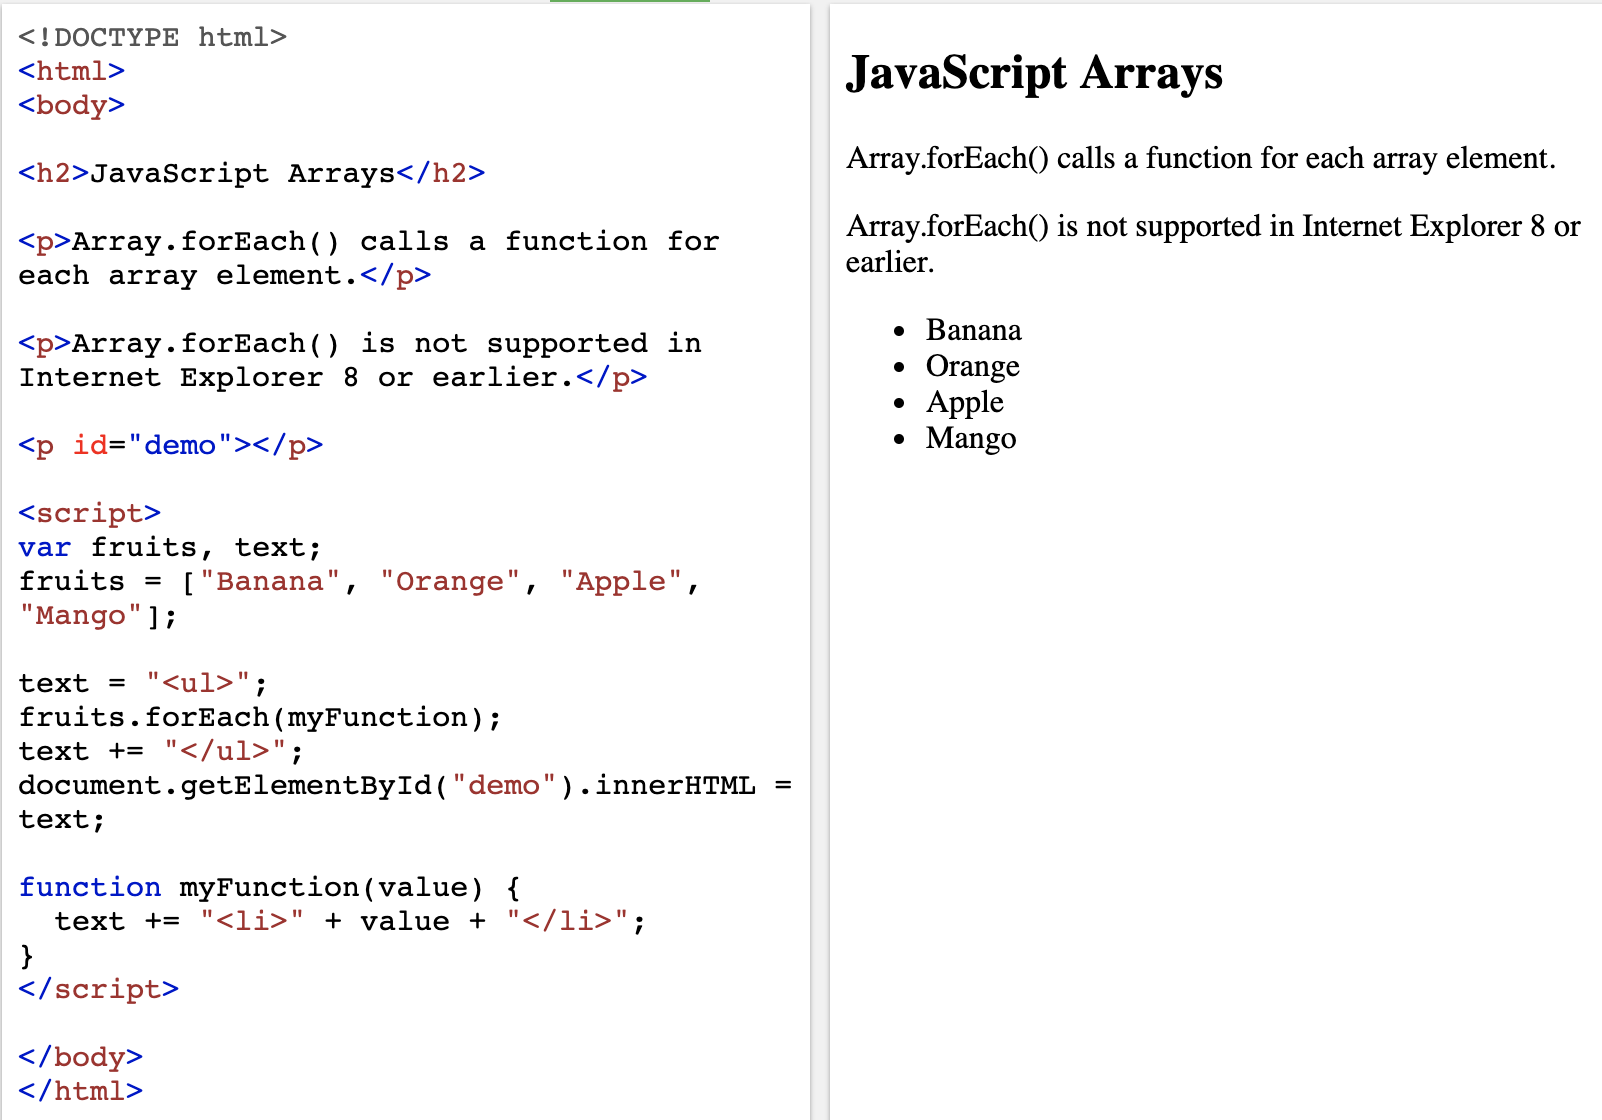 <!DOCTYPE html>
<html>
<body>
<h2>JavaScript Arrays</h2>
<p>Array.forEach() calls a function for
each array element.</p>
<p>Array.forEach() is not supported in
Internet Explorer 8 or earlier.</p>
<p id="demo"></p>
<script>
var fruits, text;
fruits = ["Banana", "Orange", "Apple",
"Mango"];
text = "<ul>";
fruits.forEach(myFunction);
text += "</ul>";
document.getElementById("demo").innerHTML =
text;
function myFunction(value) {
  text += "<li>" + value + "</li>";
}
</script>
</body>
</html>
JavaScript Arrays
Array.forEach() calls a function for each array element.
Array.forEach() is not supported in Internet Explorer 8 or
earlier.
• Banana
• Orange
• Apple
• Mango